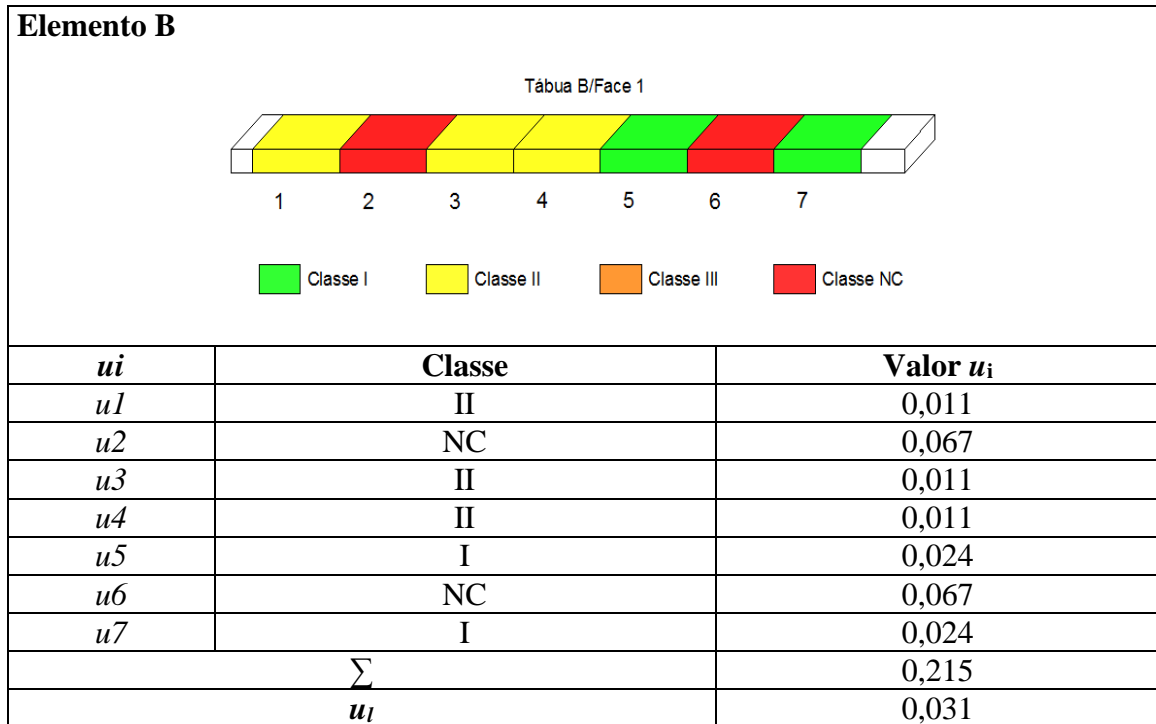 Elemento B
Tábua B/Face 1
1 2 3 4 5 6 7
Classe I Classe II Classe III Classe NC
ui Classe Valor ui
u1 II 0,011
u2 NC 0,067
u3 II 0,011
u4 II 0,011
u5 I 0,024
u6 NC 0,067
u7 I 0,024
∑ 0,215
ul 0,031